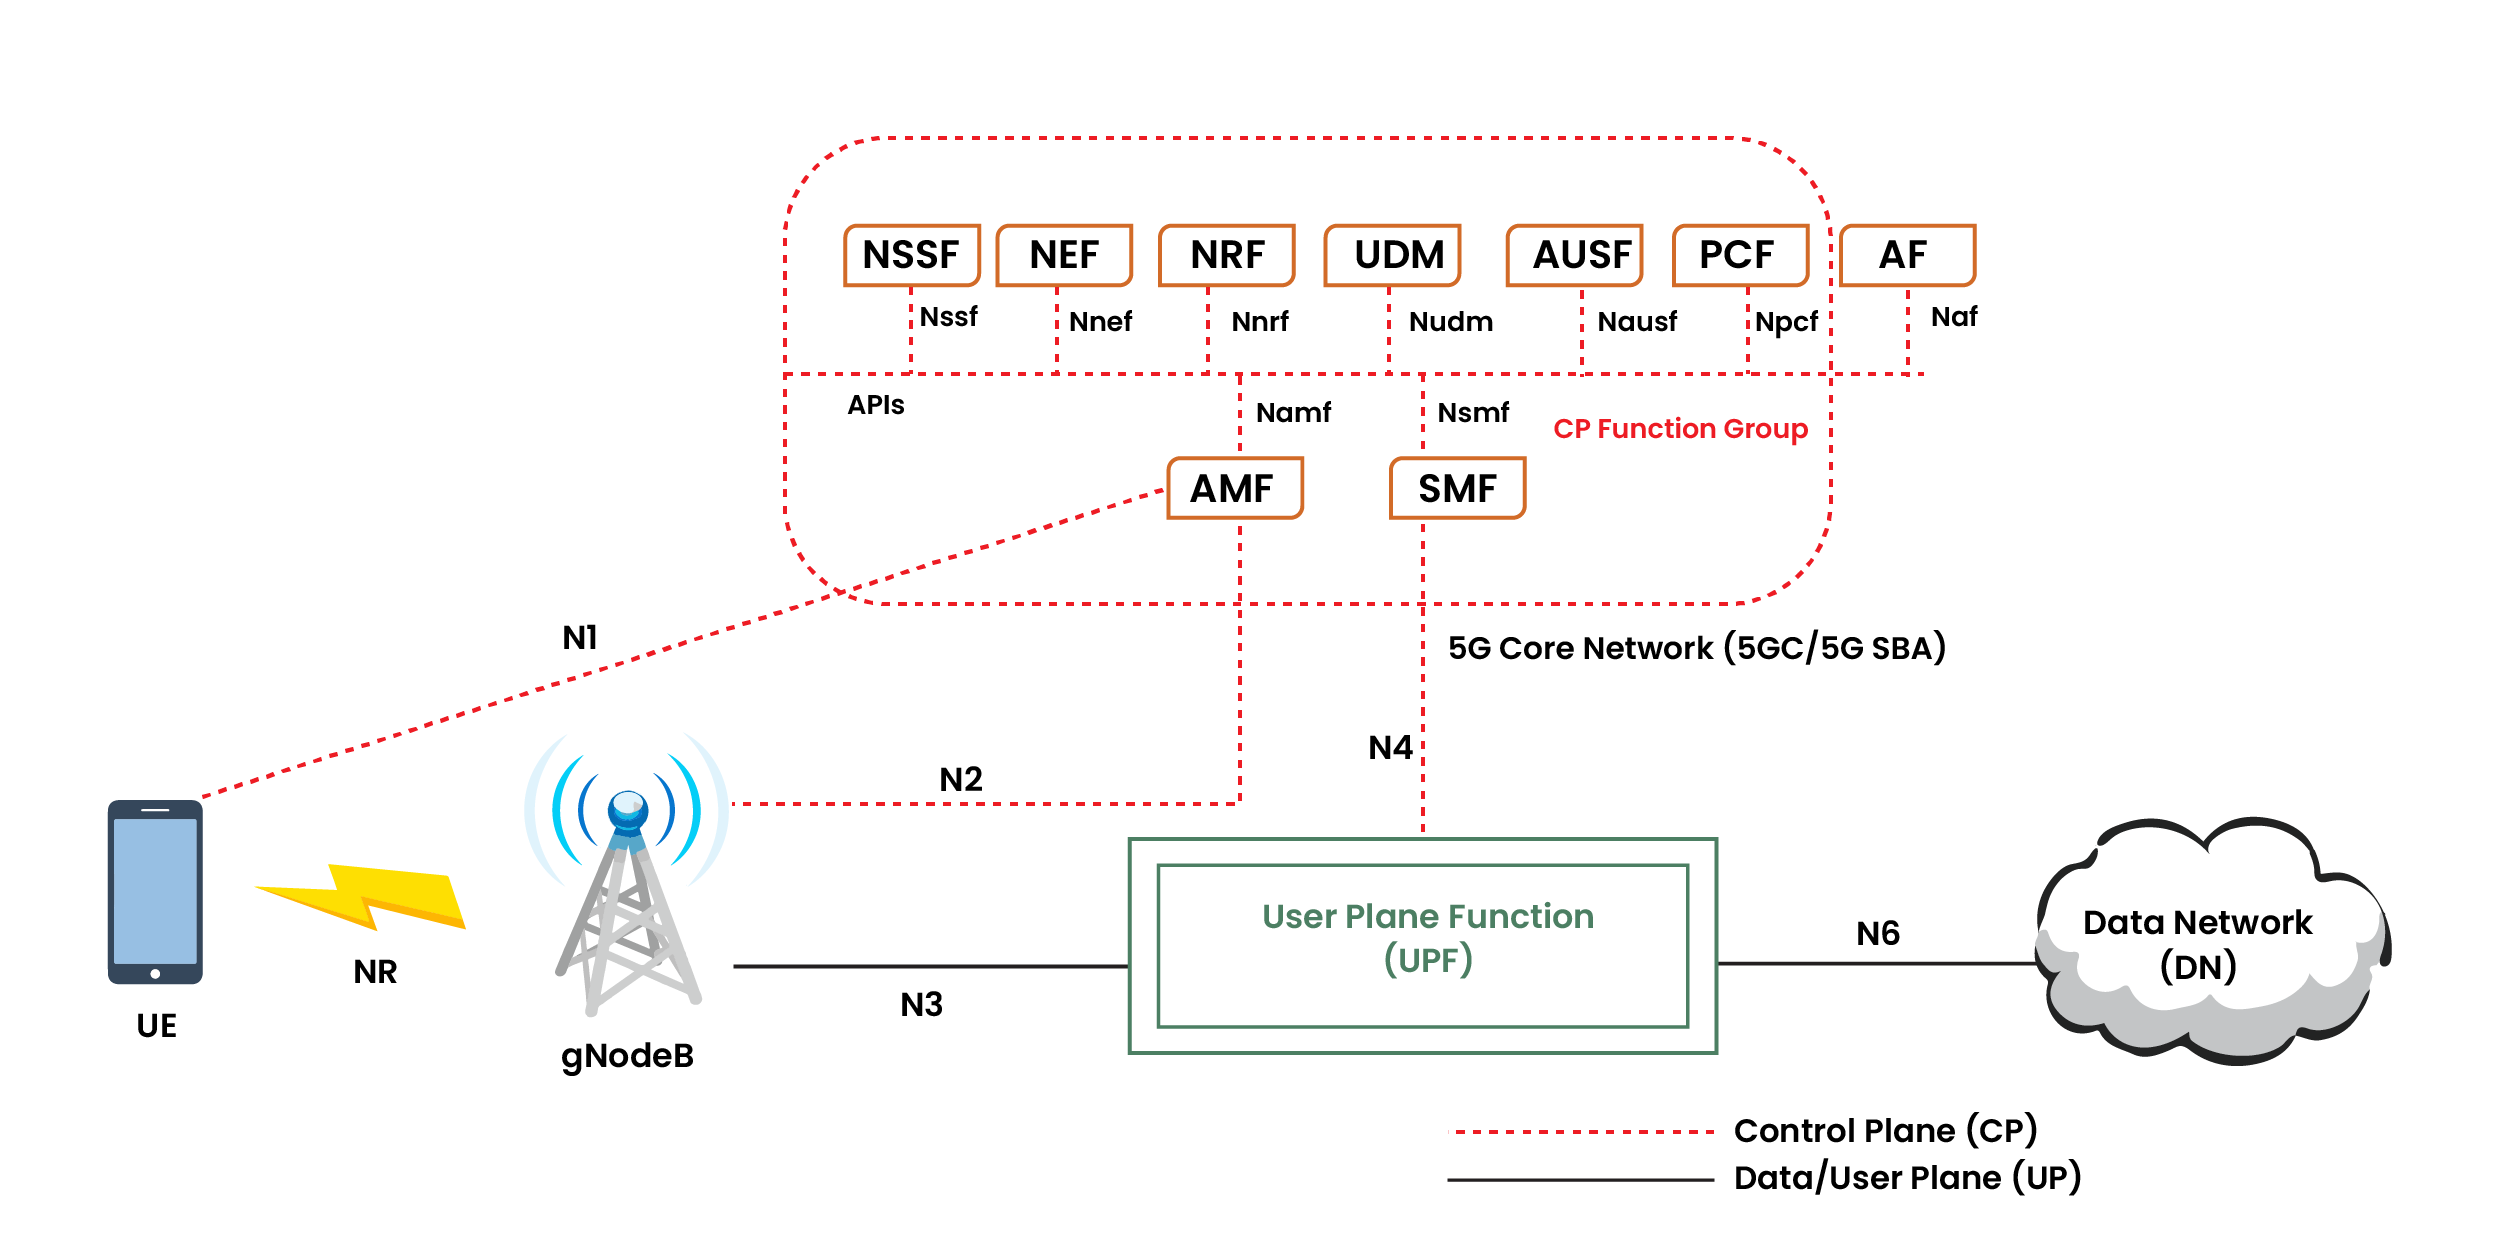 NSSF NEF NRF UDM AUSF PCF AF
Nssf Nnef Nnrf Nudm Nausf Npcf Naf
APIs Namf Nsmf CP Function Group
AMF SMF
N1
5G Core Network (5GC/5G SBA)
N4
N2
User Plane Function
(UPF)
N6
Data Network
(DN)
NR
N3
UE
gNodeB
Control Plane (CP)
Data/User Plane (UP)